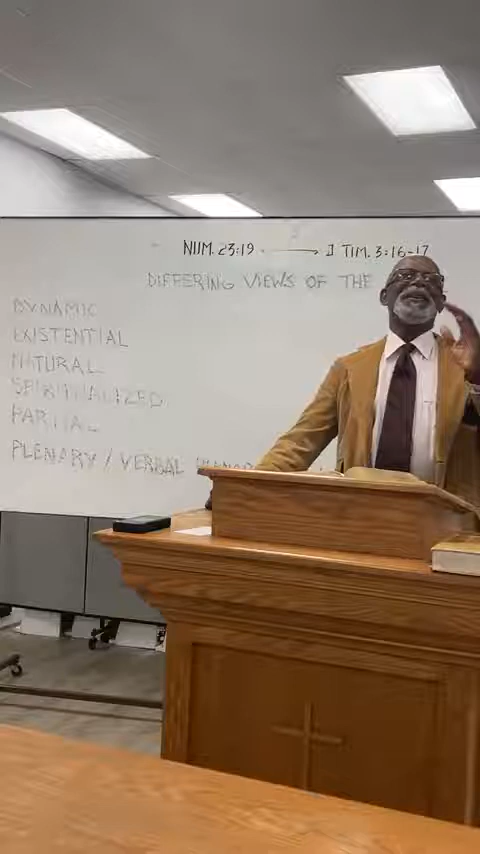 NUM. 23:19 → II TIM. 3:16-17
DIFFERING VIEWS OF THE
DYNAMIC
EXISTENTIAL
NATURAL
SPIRITUALIZED
PARTIAL
PLENARY / VERBAL